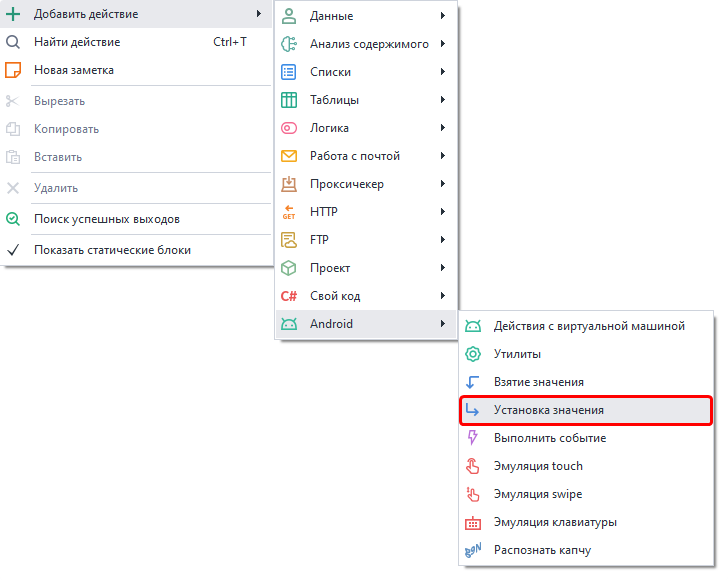 Добавить действие
Найти действие Ctrl+T
Новая заметка
Вырезать
Копировать
Вставить
Удалить
Поиск успешных выходов
Показать статические блоки
Данные
Анализ содержимого
Списки
Таблицы
Логика
Работа с почтой
Проксичекер
GET HTTP
FTP
Проект
C# Свой код
Android
Действия с виртуальной машиной
Утилиты
Взятие значения
Установка значения
Выполнить событие
Эмуляция touch
Эмуляция swipe
Эмуляция клавиатуры
Распознать капчу